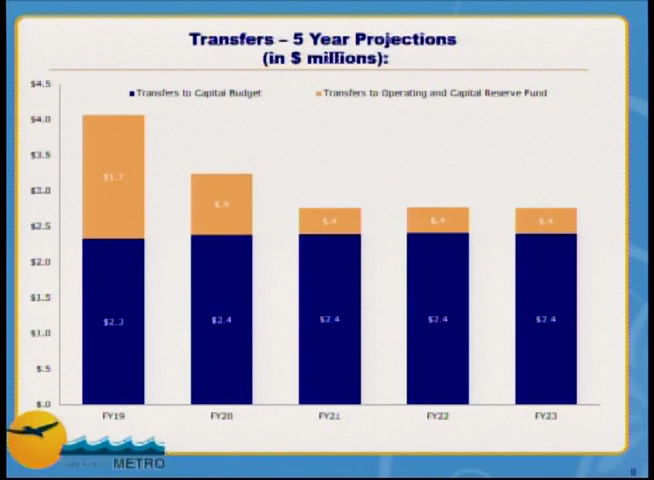 Transfers – 5 Year Projections
(in $ millions):
Transfers to Capital Budget
Transfers to Operating and Capital Reserve Fund
$4.5
$4.0
$3.5
$3.0
$2.5
$2.0
$1.5
$1.0
$.5
$.0
$1.7
$.9
$.4
$.4
$.4
$2.3
$2.4
$2.4
$2.4
$2.4
FY19
FY20
FY21
FY22
FY23
METRO
8